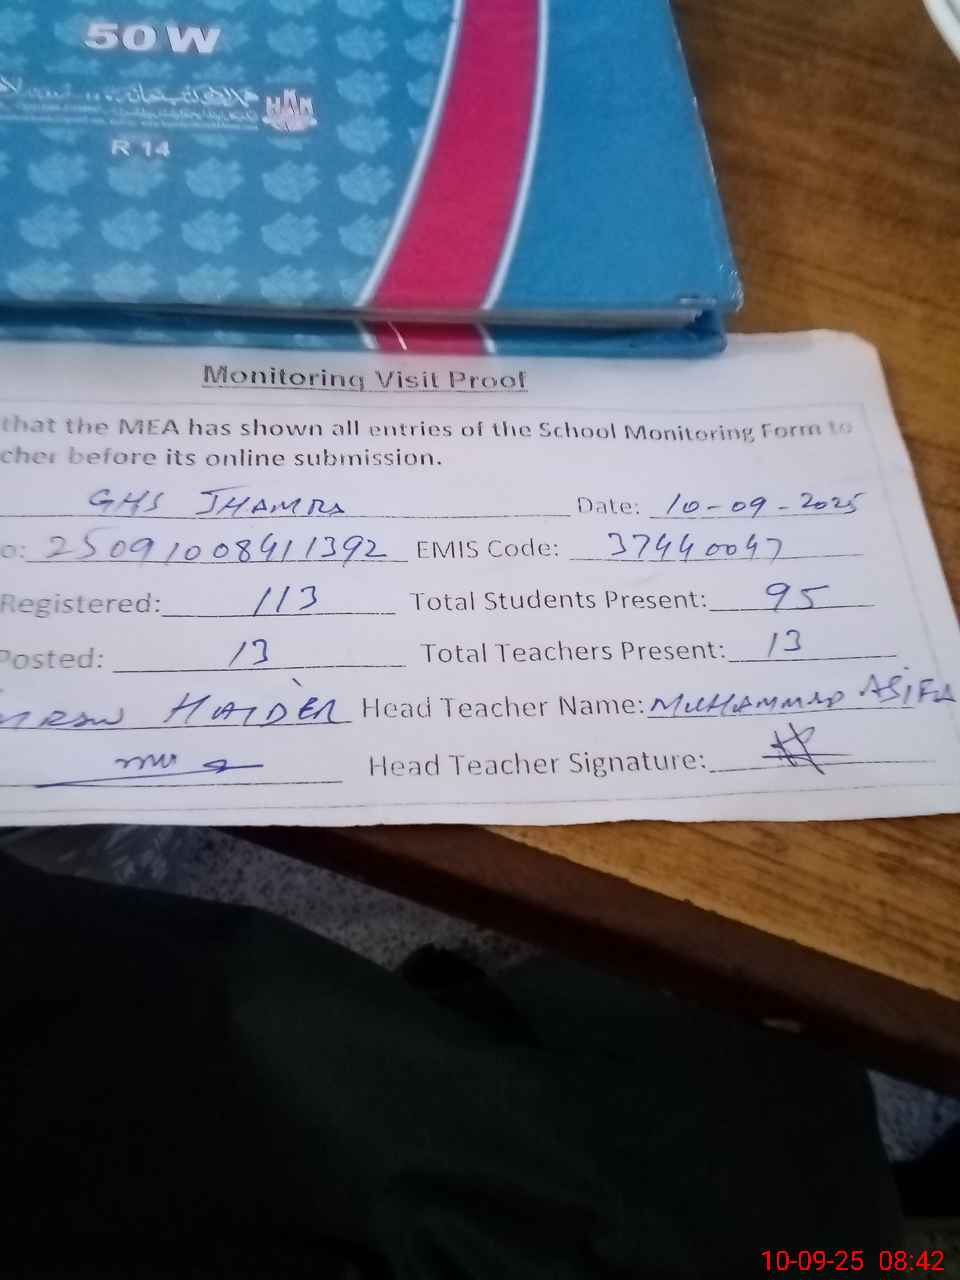 50 W
HKN
R 14
Monitoring Visit Proof
that the MEA has shown all entries of the School Monitoring Form to
cher before its online submission.
GHS JHAMRA Date: 10-09-2025
o: 25091008411392 EMIS Code: 37440047
Registered: 113 Total Students Present: 95
Posted: 13 Total Teachers Present: 13
HAIDER Head Teacher Name: MUHAMMAD ASIF
Head Teacher Signature:
10-09-25 08:42